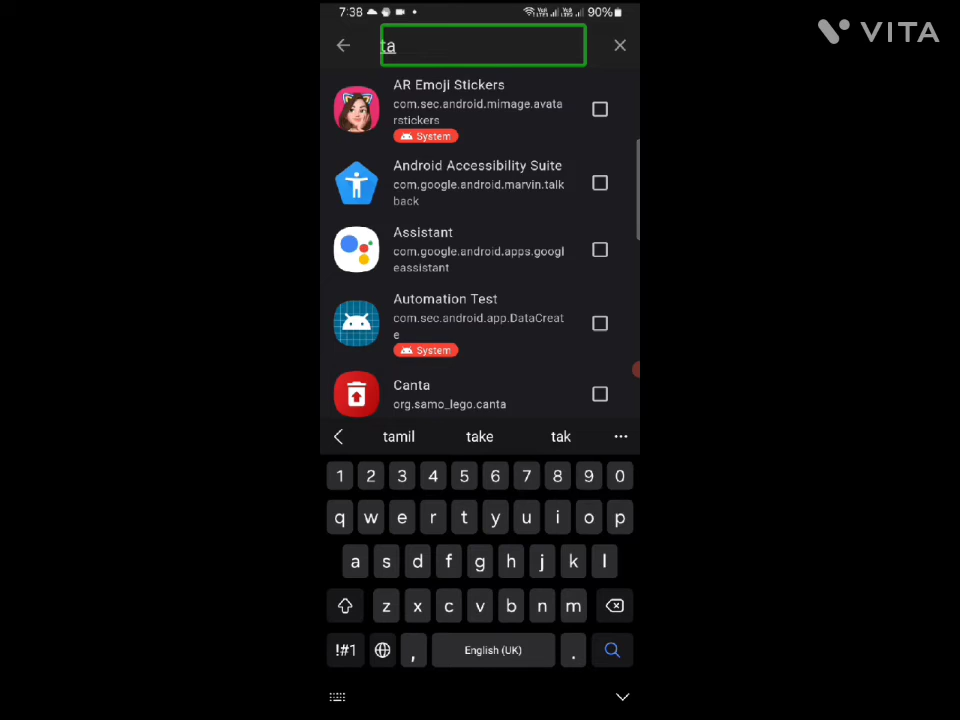 7:38
90%
VITA
ta
AR Emoji Stickers
com.sec.android.mimage.avata
rstickers
System
Android Accessibility Suite
com.google.android.marvin.talk
back
Assistant
com.google.android.apps.googl
eassistant
Automation Test
com.sec.android.app.DataCreat
e
System
Canta
org.samo_lego.canta
tamil take tak
1 2 3 4 5 6 7 8 9 0
q w e r t y u i o p
a s d f g h j k l
z x c v b n m
!#1 , English (UK) .